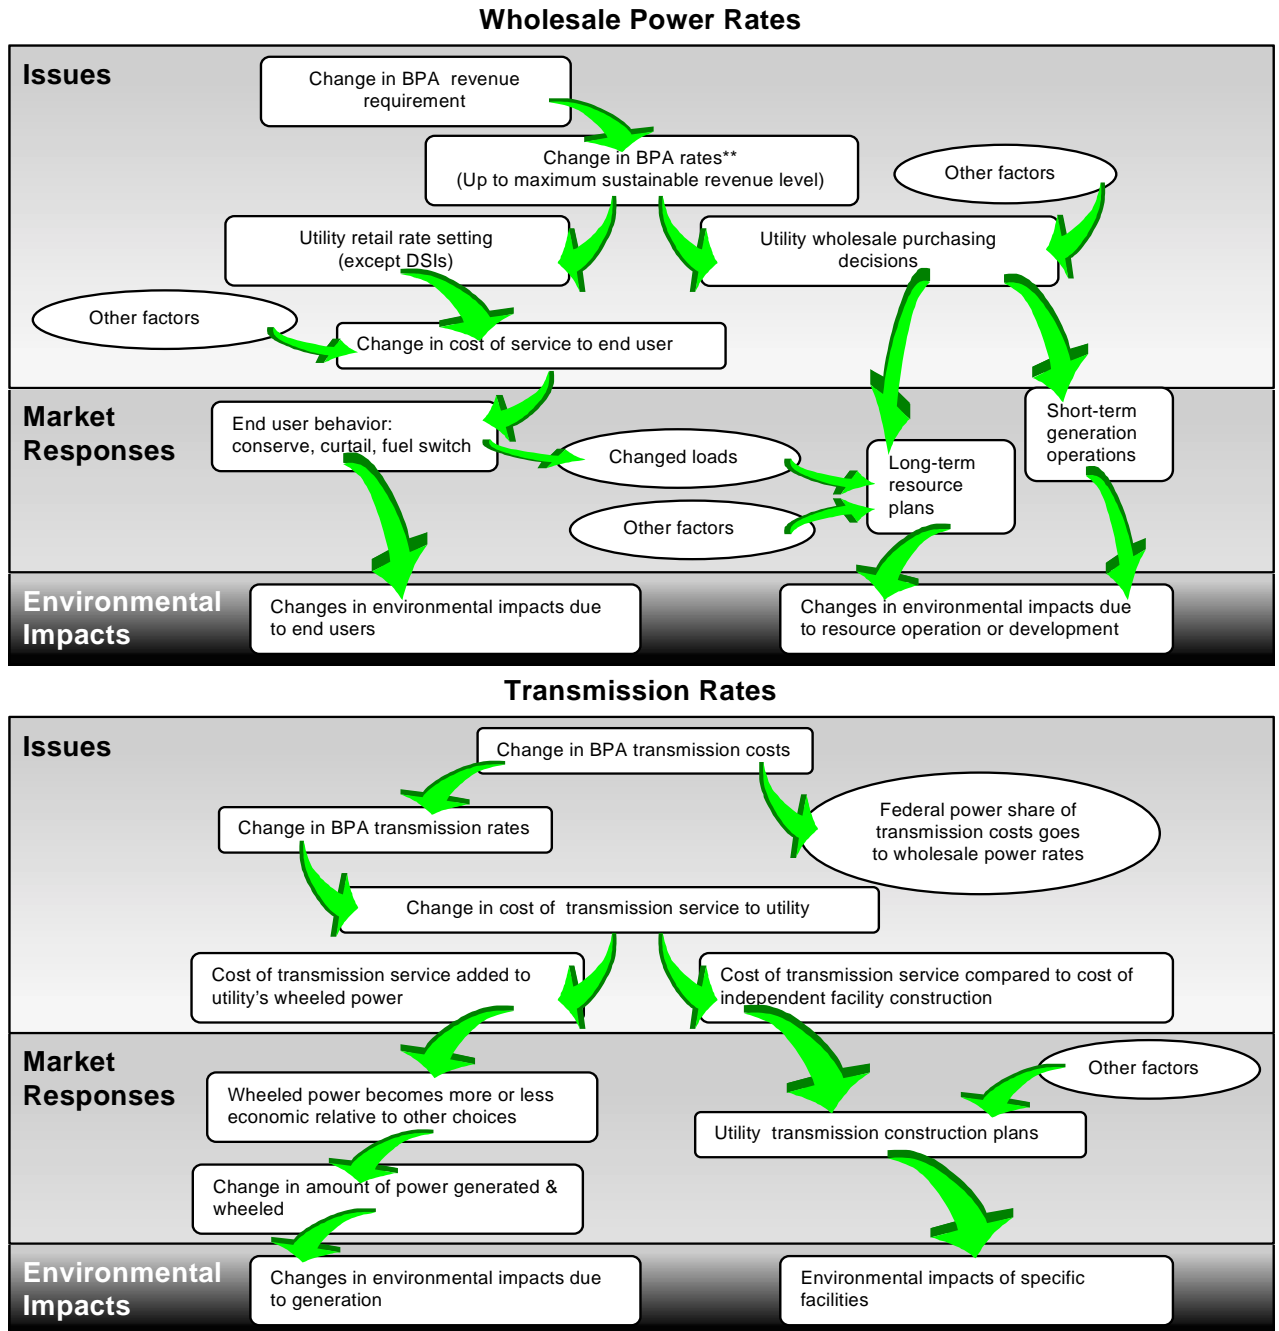 Wholesale Power Rates
Issues
Change in BPA revenue
requirement
Change in BPA rates**
(Up to maximum sustainable revenue level)
Other factors
Utility retail rate setting
(except DSIs)
Utility wholesale purchasing
decisions
Other factors
Change in cost of service to end user
Market
Responses
End user behavior:
conserve, curtail, fuel switch
Changed loads
Other factors
Long-term
resource
plans
Short-term
generation
operations
Environmental
Impacts
Changes in environmental impacts due
to end users
Changes in environmental impacts due
to resource operation or development
Transmission Rates
Issues
Change in BPA transmission costs
Change in BPA transmission rates
Federal power share of
transmission costs goes
to wholesale power rates
Change in cost of transmission service to utility
Cost of transmission service added to
utility's wheeled power
Cost of transmission service compared to cost of
independent facility construction
Market
Responses
Wheeled power becomes more or less
economic relative to other choices
Other factors
Utility transmission construction plans
Change in amount of power generated &
wheeled
Environmental
Impacts
Changes in environmental impacts due
to generation
Environmental impacts of specific
facilities